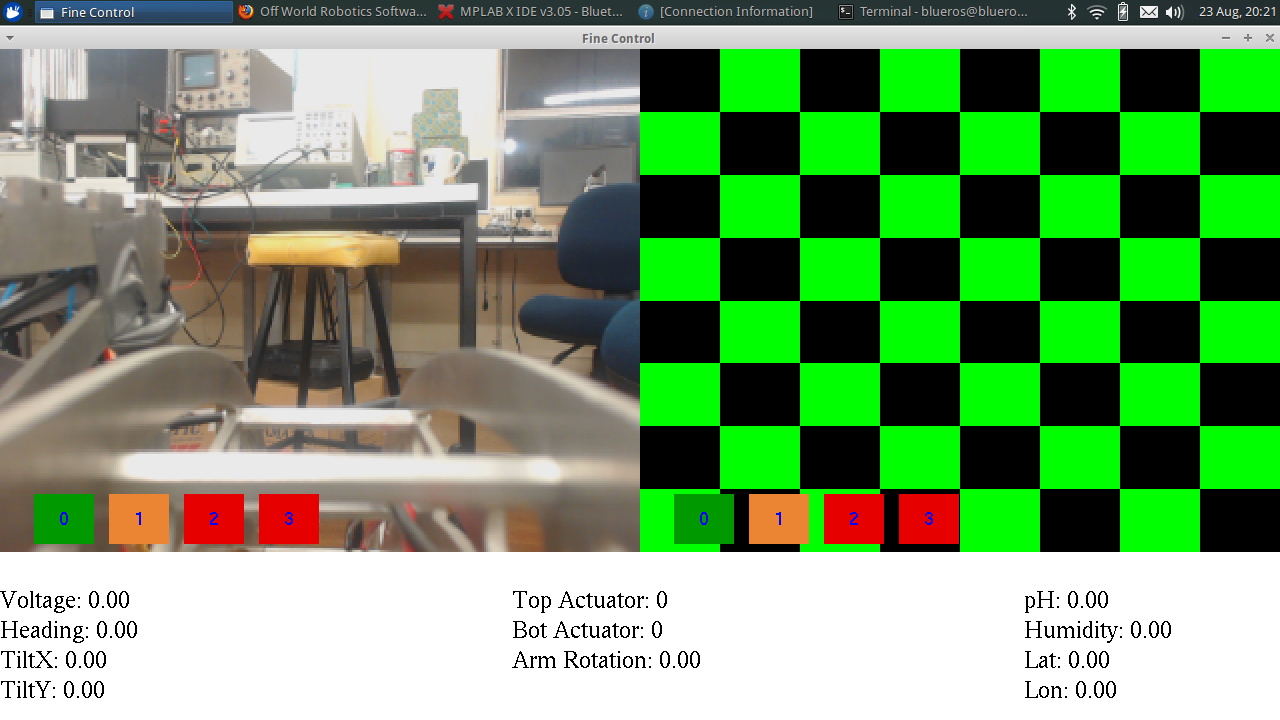 Fine Control
Off World Robotics Softwa...
MPLAB X IDE v3.05 - Bluet...
[Connection Information]
Terminal - blueros@bluero...
23 Aug, 20:21
Fine Control
0 1 2 3
0 1 2 3
Voltage: 0.00
Heading: 0.00
TiltX: 0.00
TiltY: 0.00
Top Actuator: 0
Bot Actuator: 0
Arm Rotation: 0.00
pH: 0.00
Humidity: 0.00
Lat: 0.00
Lon: 0.00